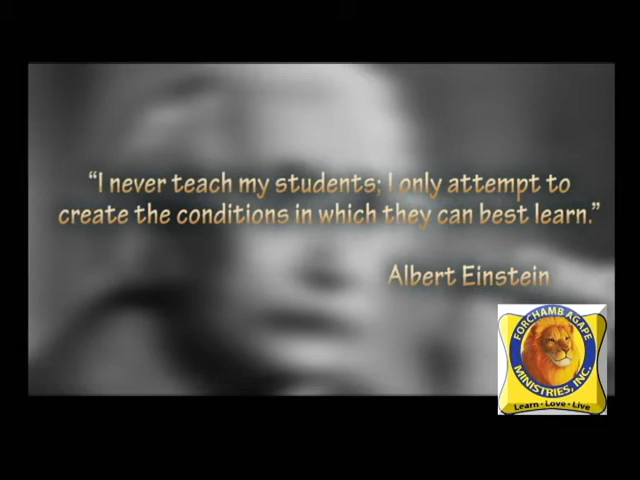 “I never teach my students; I only attempt to
create the conditions in which they can best learn.”
Albert Einstein
FORCHAMB AGAPE
MINISTRIES, INC.
Learn • Love • Live